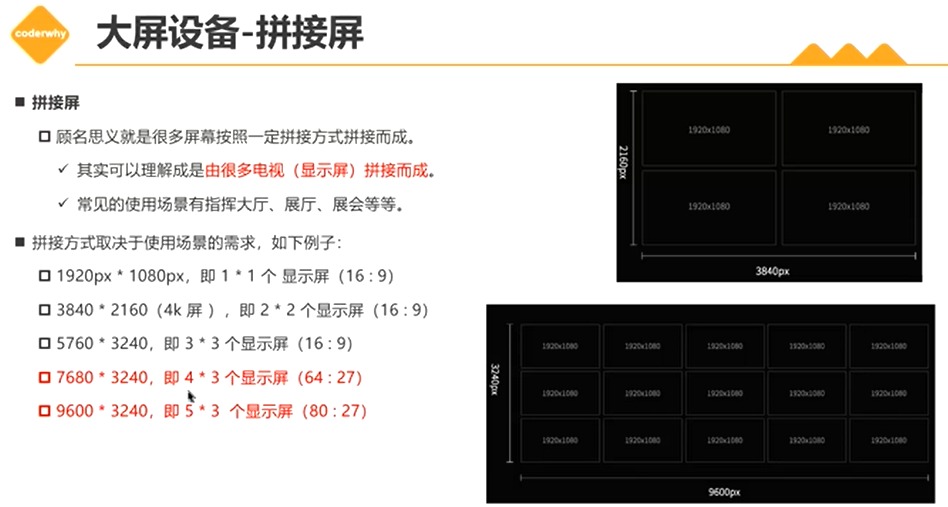 coderwhy
大屏设备-拼接屏
■ 拼接屏
顾名思义就是很多屏幕按照一定拼接方式拼接而成。
✓ 其实可以理解成是由很多电视（显示屏）拼接而成。
✓ 常见的使用场景有指挥大厅、展厅、展会等等。
■ 拼接方式取决于使用场景的需求，如下例子：
1920px * 1080px，即 1 * 1 个 显示屏（16 : 9）
3840 * 2160（4k 屏 ），即 2 * 2 个显示屏（16 : 9）
5760 * 3240，即 3 * 3 个显示屏（16 : 9）
7680 * 3240，即 4 * 3 个显示屏（64 : 27）
9600 * 3240，即 5 * 3 个显示屏（80 : 27）
1920x1080 1920x1080
2160px
1920x1080 1920x1080
3840px
1920x1080 1920x1080 1920x1080 1920x1080 1920x1080
3240px
1920x1080 1920x1080 1920x1080 1920x1080 1920x1080
1920x1080 1920x1080 1920x1080 1920x1080 1920x1080
9600px